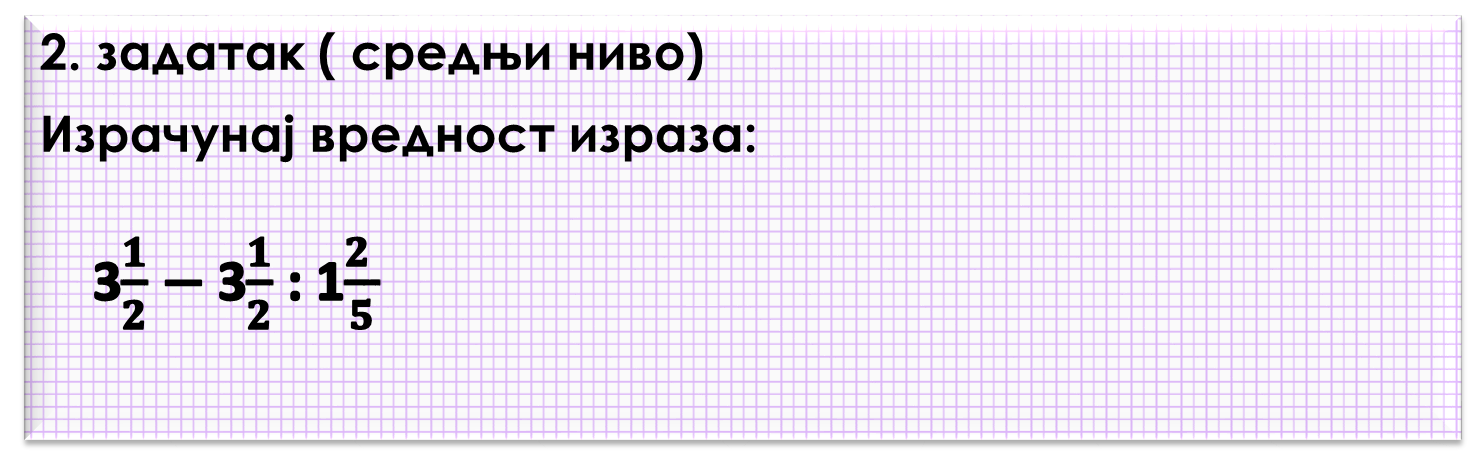 2. задатак ( средњи ниво)
Израчунај вредност израза:
3 1/2 − 3 1/2 : 1 2/5